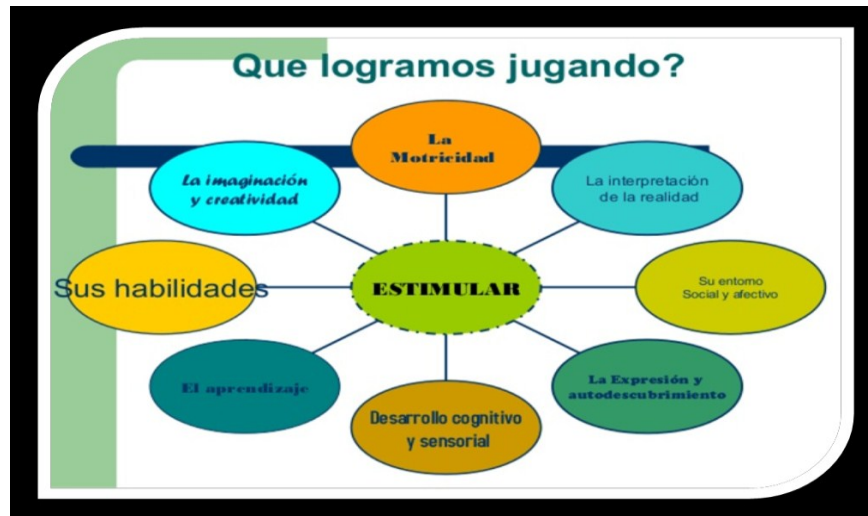 Que logramos jugando?
La
Motricidad
La imaginación
y creatividad
La interpretación
de la realidad
Sus habilidades
ESTIMULAR
Su entorno
Social y afectivo
El aprendizaje
La Expresión y
autodescubrimiento
Desarrollo cognitivo
y sensorial